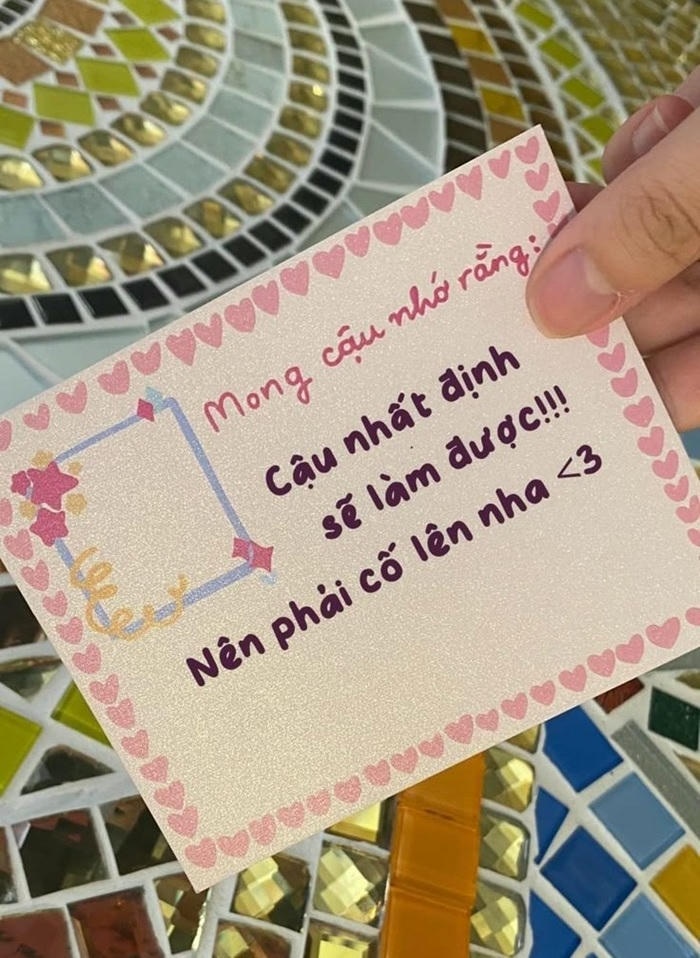 Mong cậu nhớ rằng:
Cậu nhất định
sẽ làm được!!!
Nên phải cố lên nha <3